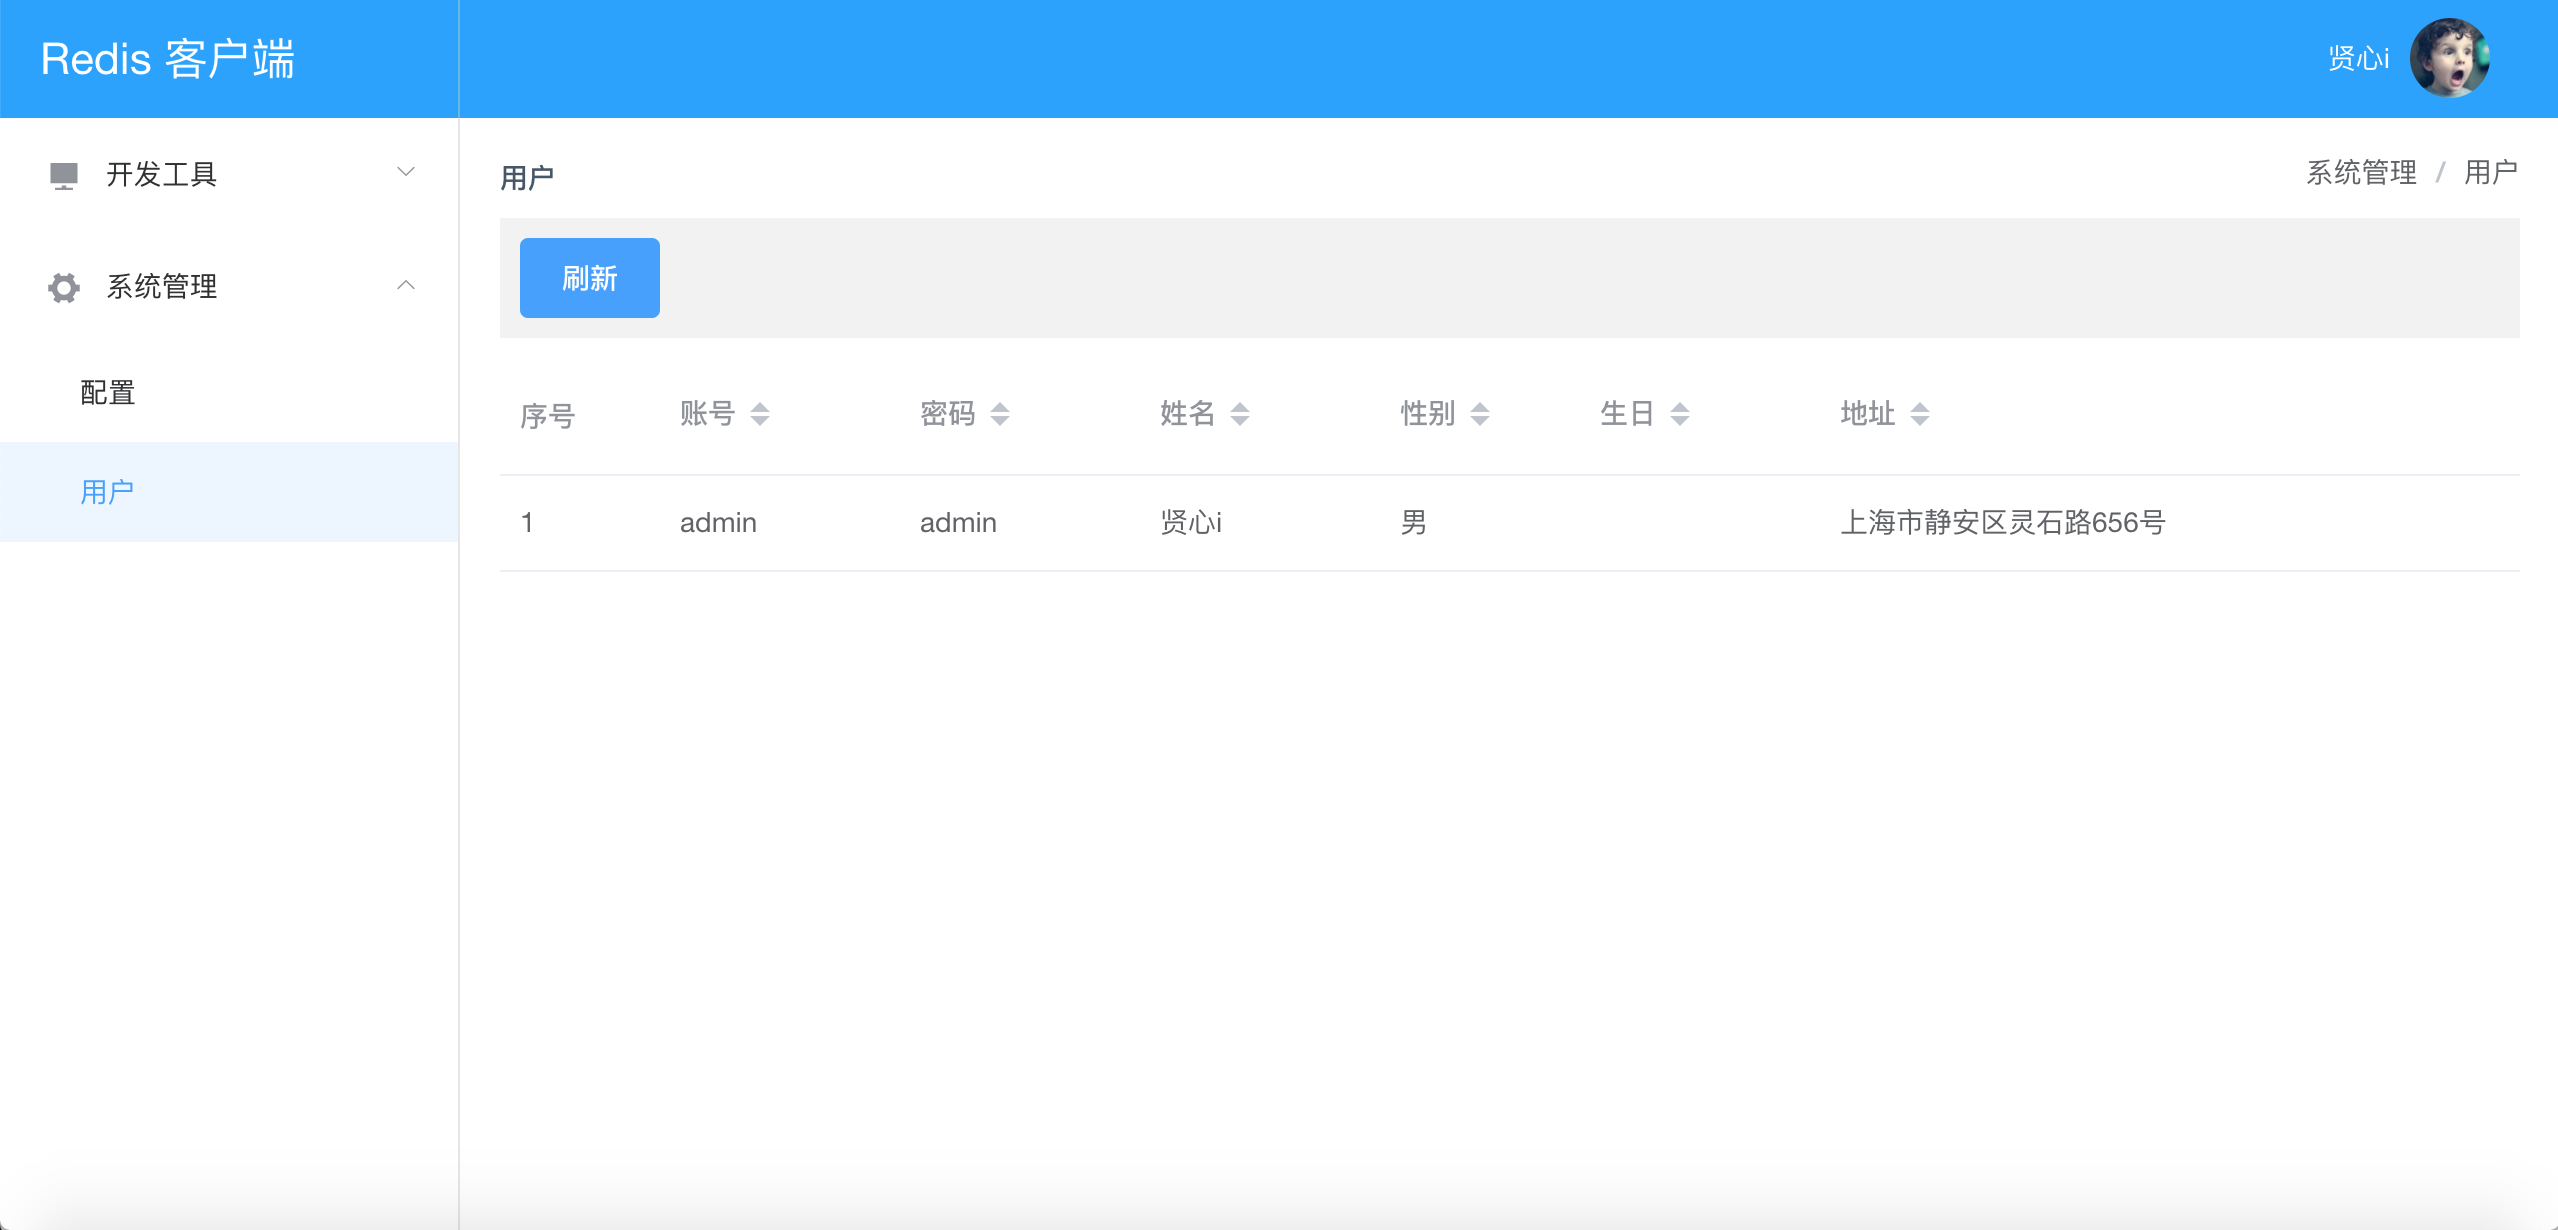 Redis 客户端
贤心i
开发工具
系统管理
配置
用户
用户
系统管理 / 用户
刷新
序号 账号 密码 姓名 性别 生日 地址
1 admin admin 贤心i 男 上海市静安区灵石路656号